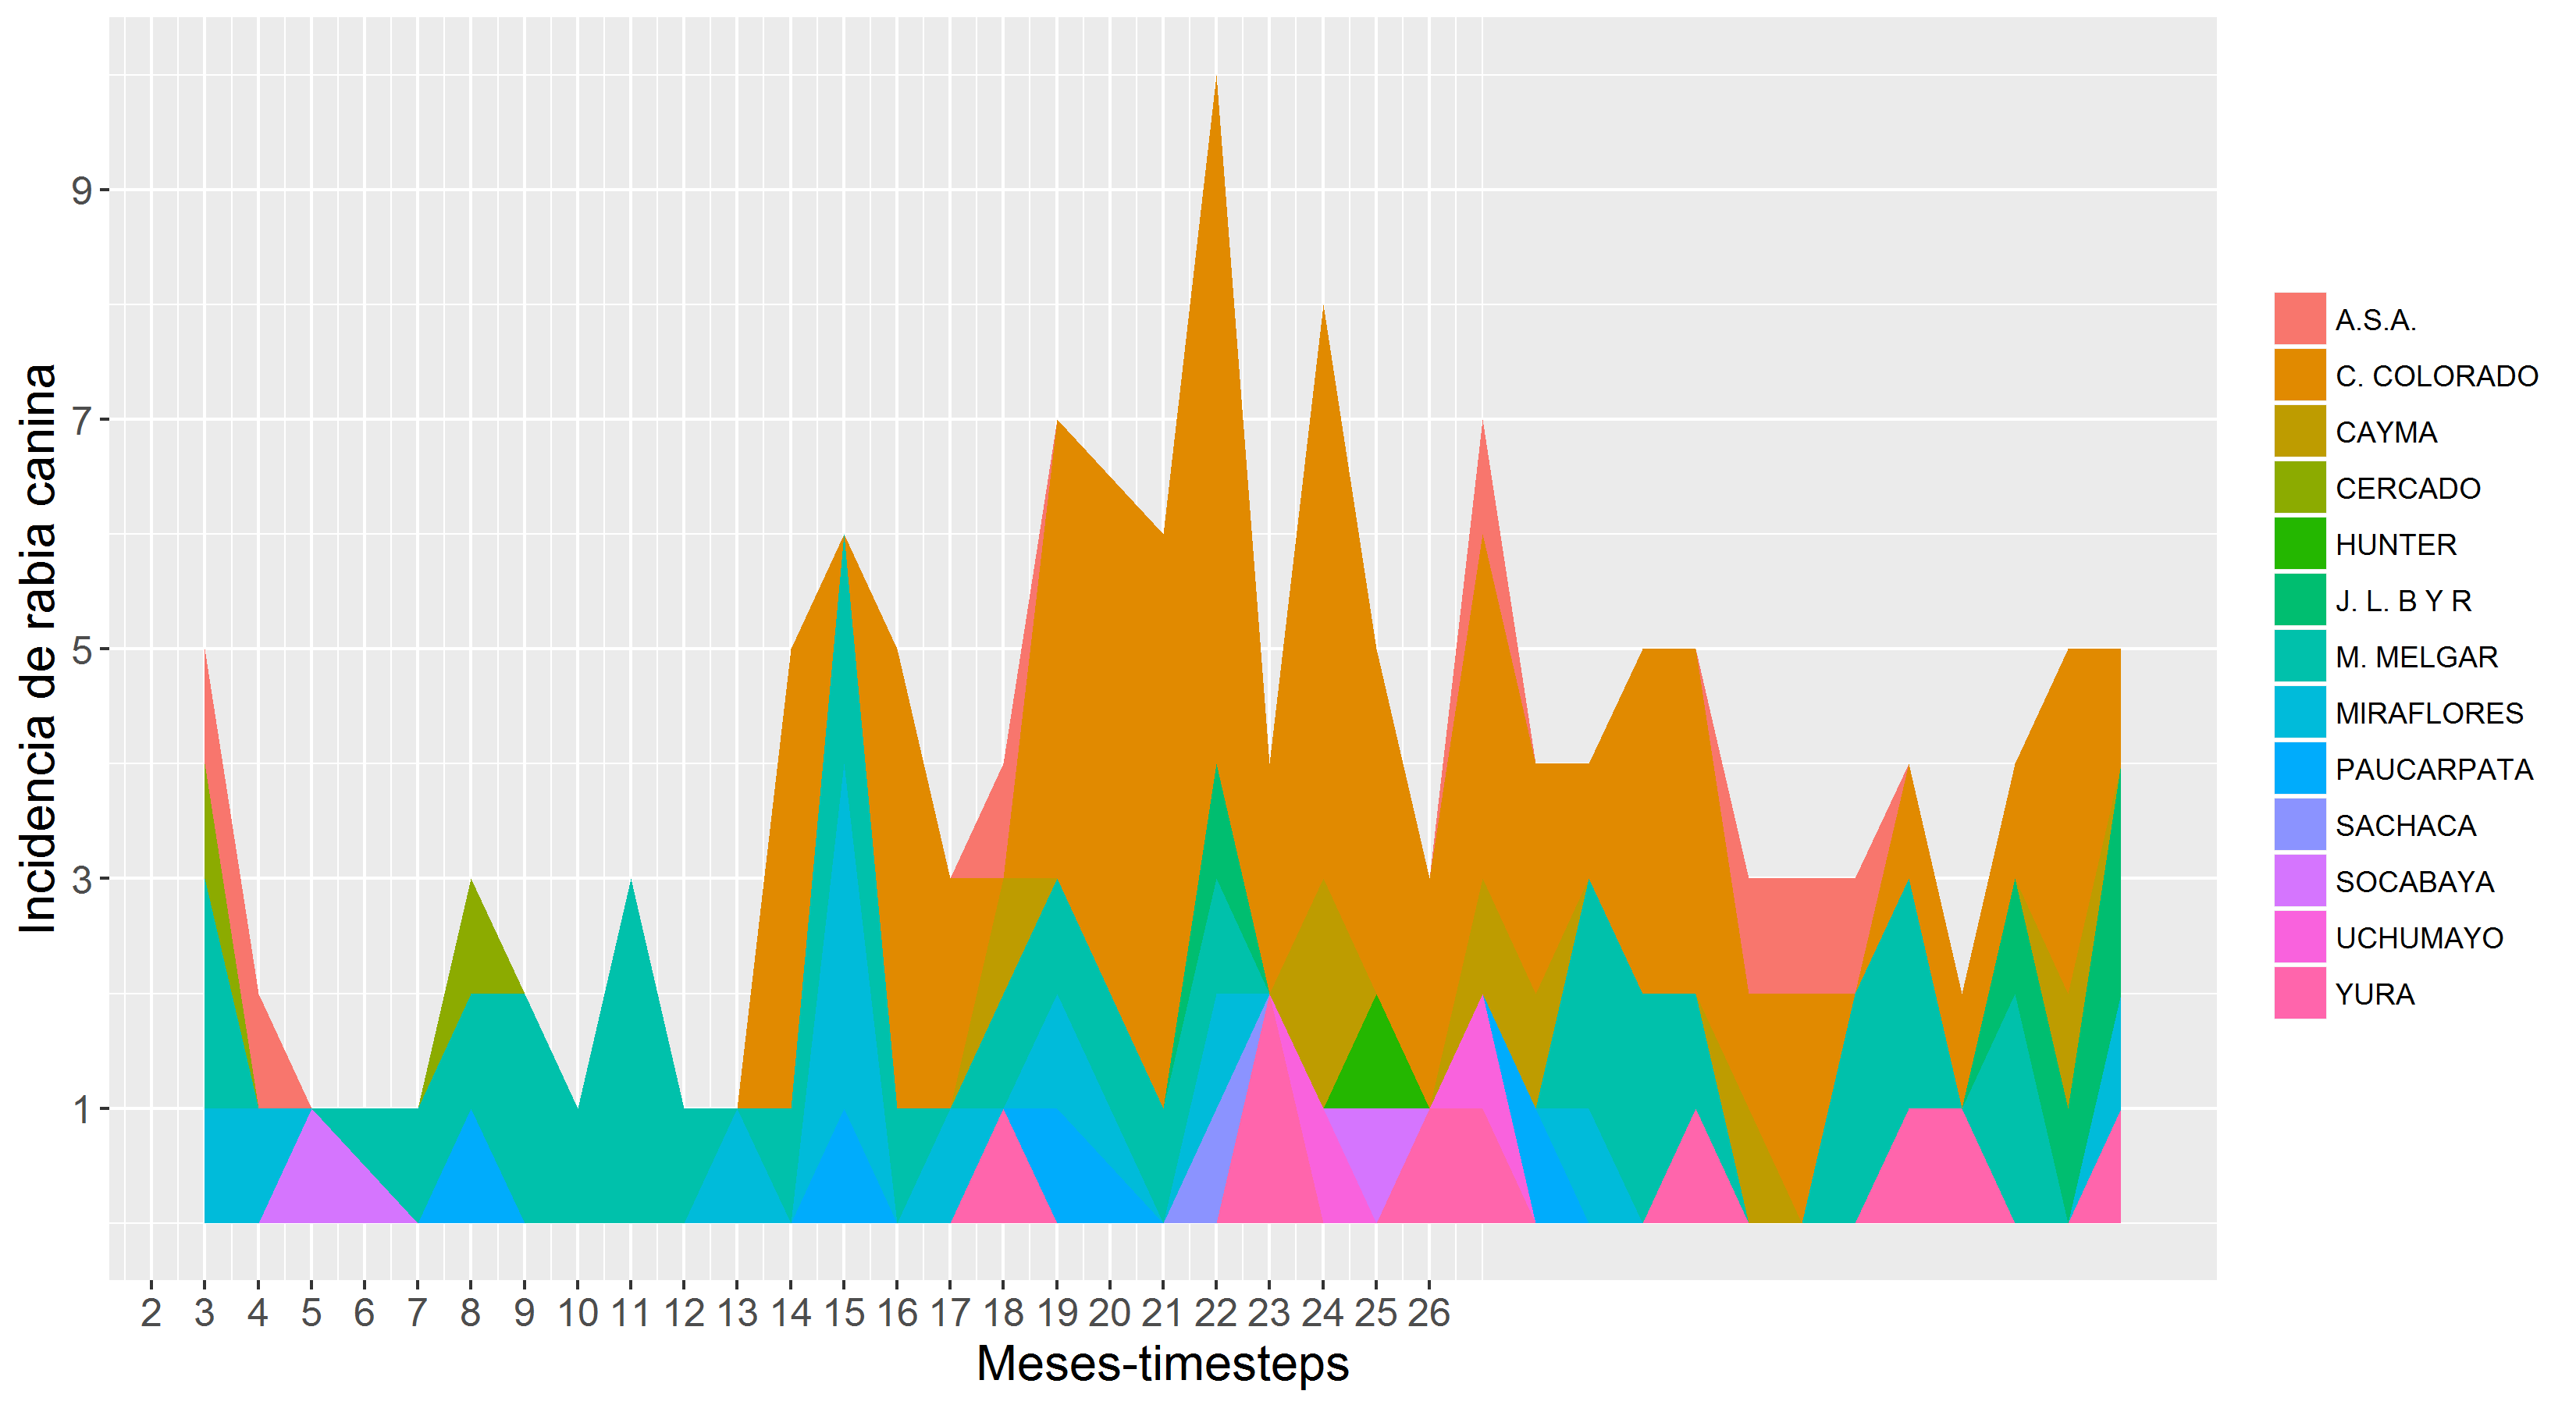 Incidencia de rabia canina
9
7
5
3
1
2 3 4 5 6 7 8 9 10 11 12 13 14 15 16 17 18 19 20 21 22 23 24 25 26
Meses-timesteps
A.S.A.
C. COLORADO
CAYMA
CERCADO
HUNTER
J. L. B Y R
M. MELGAR
MIRAFLORES
PAUCARPATA
SACHACA
SOCABAYA
UCHUMAYO
YURA